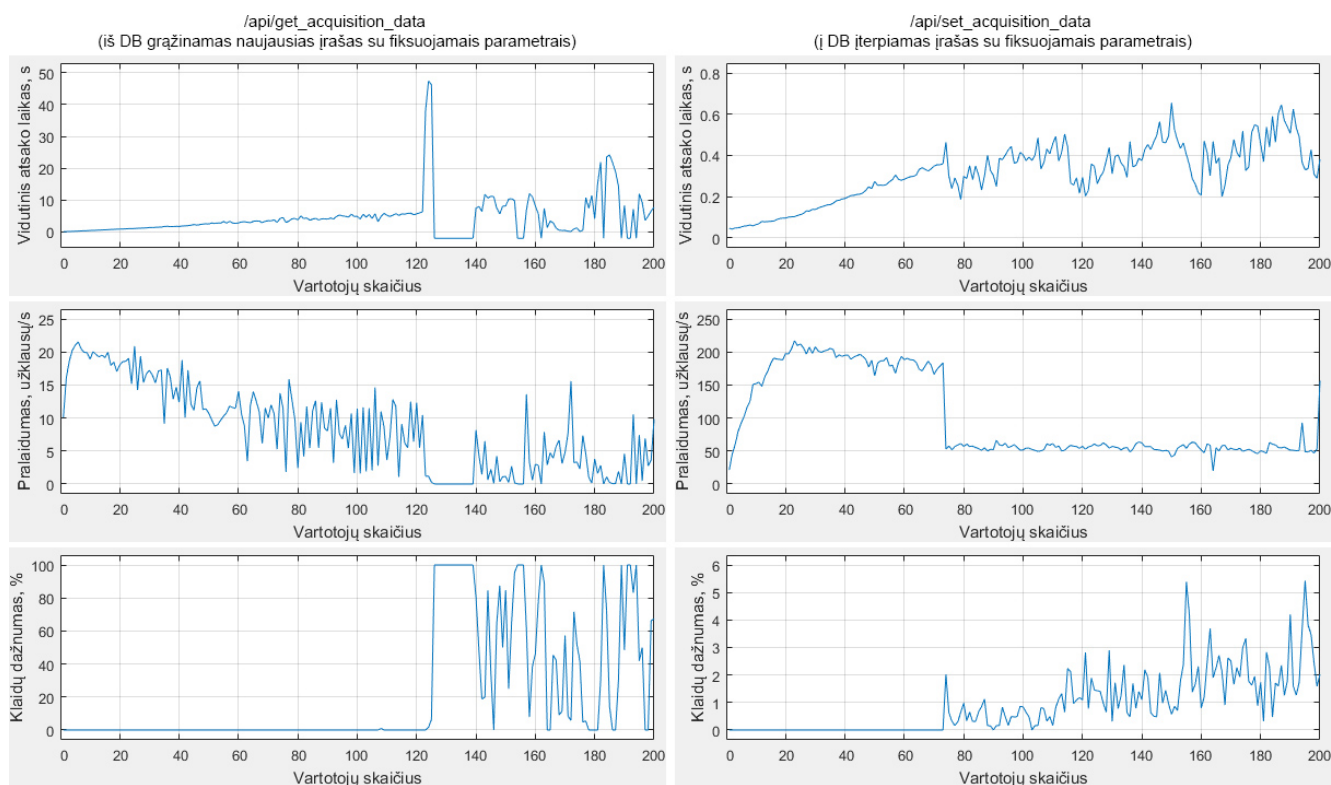 /api/get_acquisition_data
(iš DB grąžinamas naujausias įrašas su fiksuojamais parametrais)
/api/set_acquisition_data
(į DB įterpiamas įrašas su fiksuojamais parametrais)
Vidutinis atsako laikas, s
50
40
30
20
10
0
0 20 40 60 80 100 120 140 160 180 200
Vartotojų skaičius
Vidutinis atsako laikas, s
0.8
0.6
0.4
0.2
0
0 20 40 60 80 100 120 140 160 180 200
Vartotojų skaičius
Pralaidumas, užklausų/s
25
20
15
10
5
0
0 20 40 60 80 100 120 140 160 180 200
Vartotojų skaičius
Pralaidumas, užklausų/s
250
200
150
100
50
0
0 20 40 60 80 100 120 140 160 180 200
Vartotojų skaičius
Klaidų dažnumas, %
100
80
60
40
20
0
0 20 40 60 80 100 120 140 160 180 200
Vartotojų skaičius
Klaidų dažnumas, %
6
5
4
3
2
1
0
0 20 40 60 80 100 120 140 160 180 200
Vartotojų skaičius